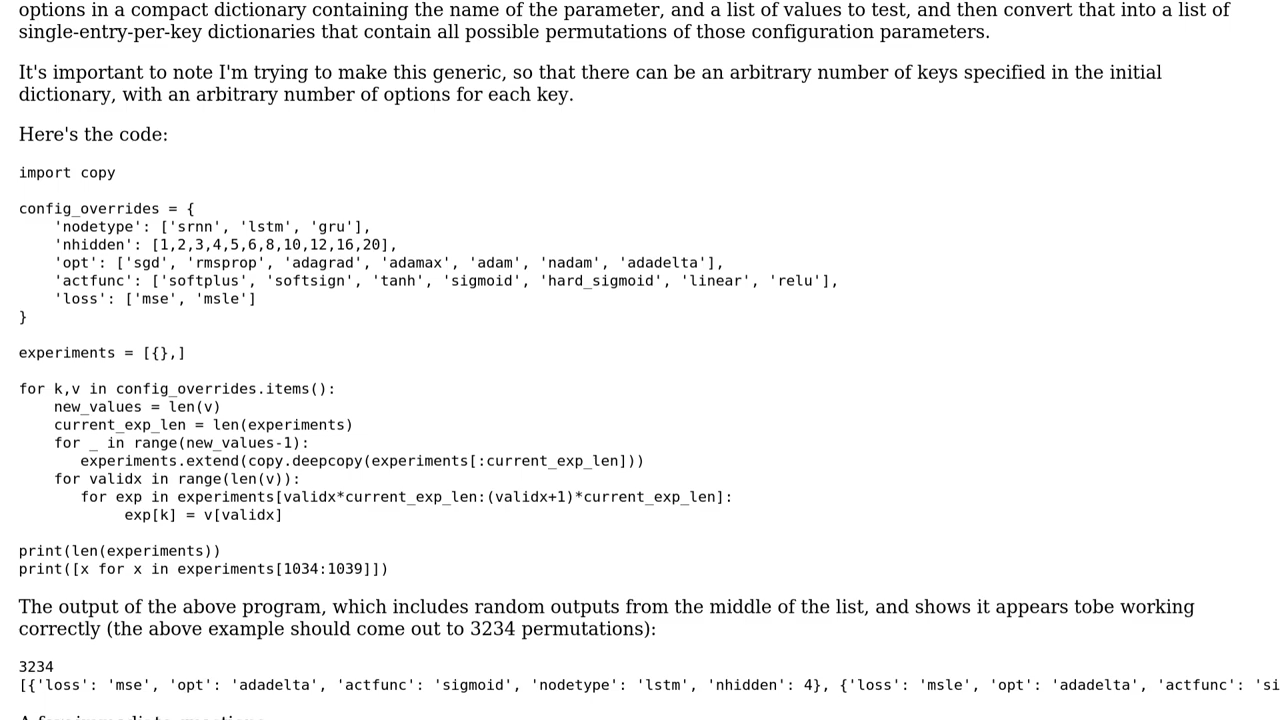 options in a compact dictionary containing the name of the parameter, and a list of values to test, and then convert that into a list of
single-entry-per-key dictionaries that contain all possible permutations of those configuration parameters.
It's important to note I'm trying to make this generic, so that there can be an arbitrary number of keys specified in the initial
dictionary, with an arbitrary number of options for each key.
Here's the code:
import copy
config_overrides = {
    'nodetype': ['srnn', 'lstm', 'gru'],
    'nhidden': [1,2,3,4,5,6,8,10,12,16,20],
    'opt': ['sgd', 'rmsprop', 'adagrad', 'adamax', 'adam', 'nadam', 'adadelta'],
    'actfunc': ['softplus', 'softsign', 'tanh', 'sigmoid', 'hard_sigmoid', 'linear', 'relu'],
    'loss': ['mse', 'msle']
}
experiments = [{},]
for k,v in config_overrides.items():
    new_values = len(v)
    current_exp_len = len(experiments)
    for _ in range(new_values-1):
       experiments.extend(copy.deepcopy(experiments[:current_exp_len]))
    for validx in range(len(v)):
       for exp in experiments[validx*current_exp_len:(validx+1)*current_exp_len]:
            exp[k] = v[validx]
print(len(experiments))
print([x for x in experiments[1034:1039]])
The output of the above program, which includes random outputs from the middle of the list, and shows it appears tobe working
correctly (the above example should come out to 3234 permutations):
3234
[{'loss': 'mse', 'opt': 'adadelta', 'actfunc': 'sigmoid', 'nodetype': 'lstm', 'nhidden': 4}, {'loss': 'msle', 'opt': 'adadelta', 'actfunc': 'si